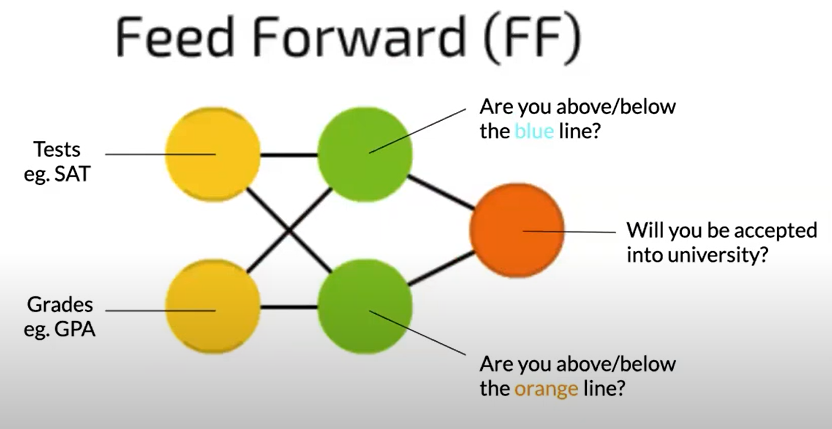 Feed Forward (FF)
Are you above/below
the blue line?
Tests
eg. SAT
Will you be accepted
into university?
Grades
eg. GPA
Are you above/below
the orange line?